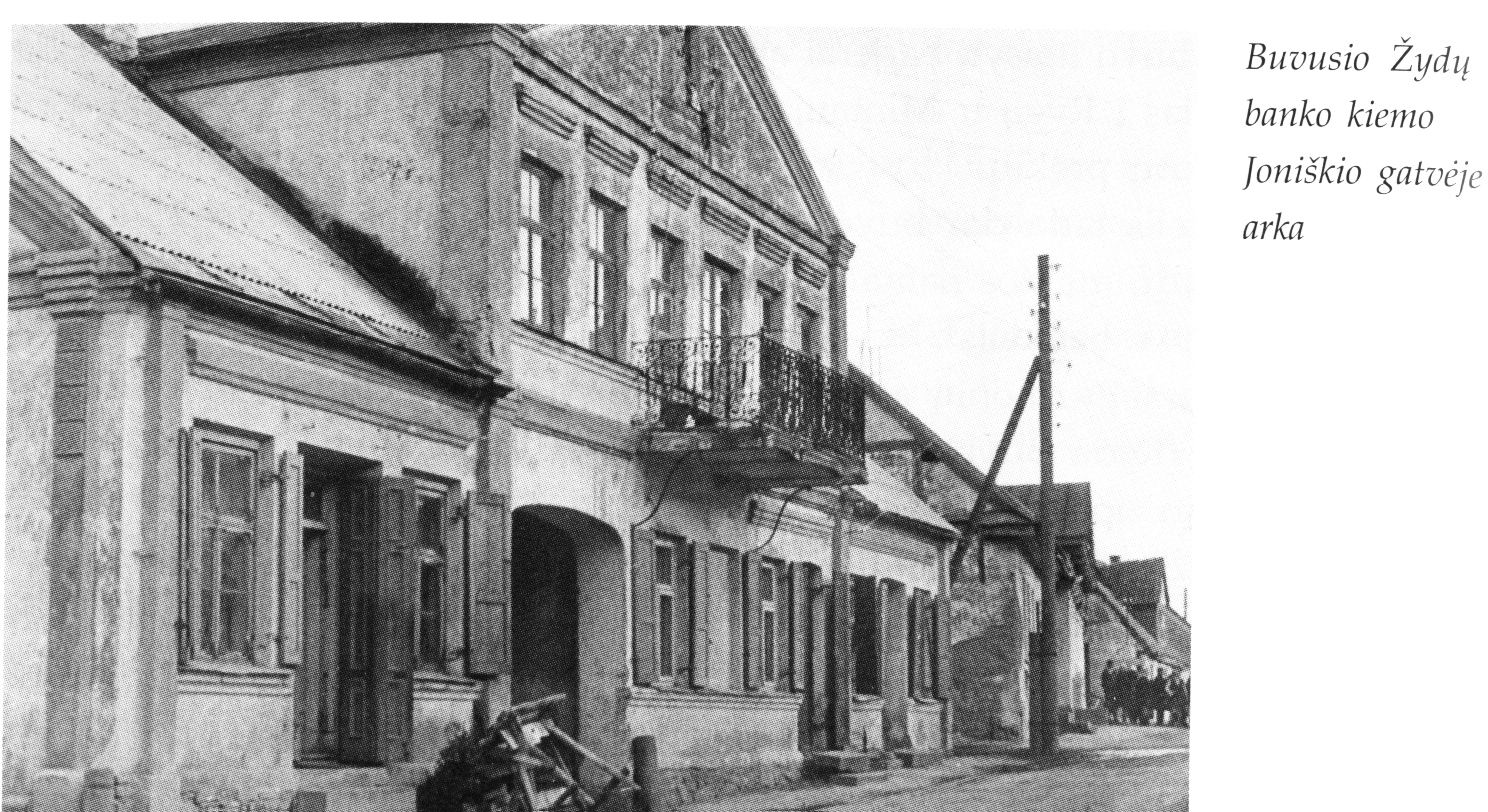 Buvusio Žydų
banko kiemo
Joniškio gatvėje
arka